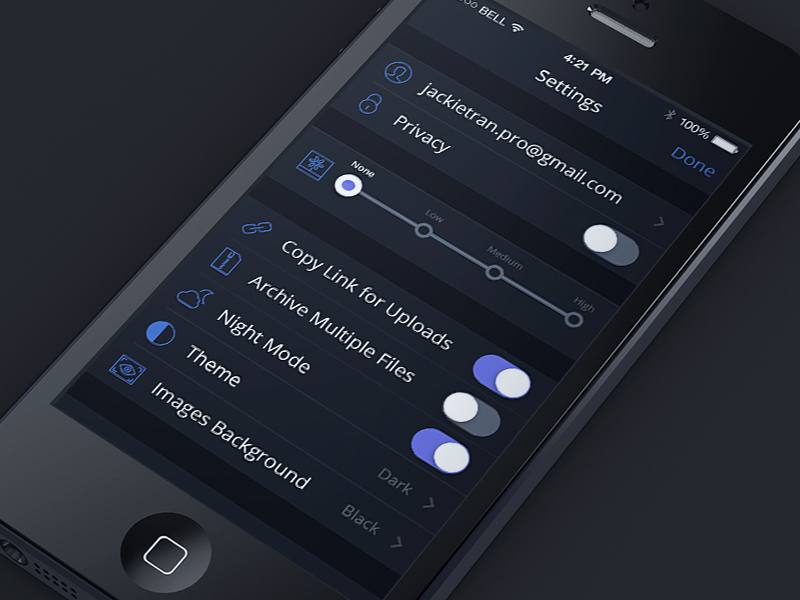 BELL
4:21 PM
100%
Settings
Done
jackietran.pro@gmail.com
Privacy
None
Low
Medium
High
Copy Link for Uploads
Archive Multiple Files
Night Mode
Theme
Dark
Images Background
Black